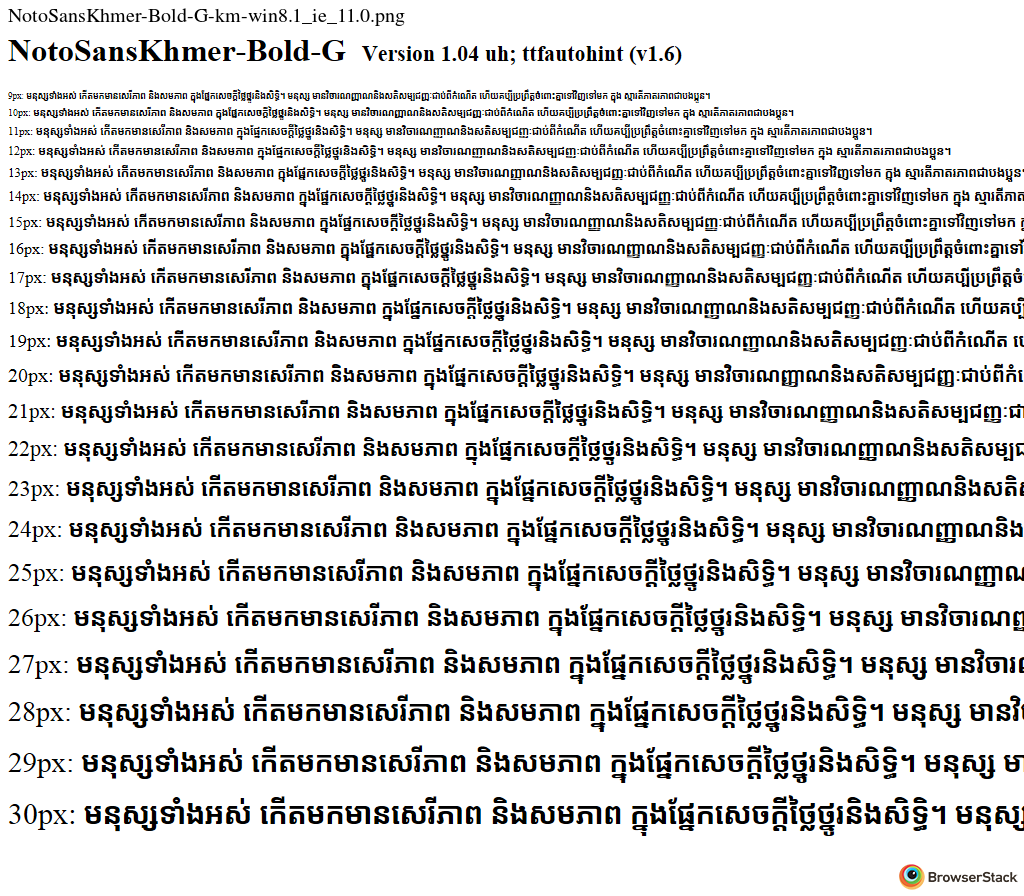 NotoSansKhmer-Bold-G-km-win8.1_ie_11.0.png
NotoSansKhmer-Bold-G Version 1.04 uh; ttfautohint (v1.6)
9px: មនុស្សទាំងអស់ កើតមកមានសេរីភាព និងសមភាព ក្នុងផ្នែកសេចក្ដីថ្លៃថ្នូរនិងសិទ្ធិ។ មនុស្ស មានវិចារណញ្ញាណនិងសតិសម្បជញ្ញៈជាប់ពីកំណើត ហើយគប្បីប្រព្រឹត្តចំពោះគ្នាទៅវិញទៅមក ក្នុង ស្មារតីភាតរភាពជាបងប្អូន។
10px: មនុស្សទាំងអស់ កើតមកមានសេរីភាព និងសមភាព ក្នុងផ្នែកសេចក្ដីថ្លៃថ្នូរនិងសិទ្ធិ។ មនុស្ស មានវិចារណញ្ញាណនិងសតិសម្បជញ្ញៈជាប់ពីកំណើត ហើយគប្បីប្រព្រឹត្តចំពោះគ្នាទៅវិញទៅមក ក្នុង ស្មារតីភាតរភាពជាបងប្អូន។
11px: មនុស្សទាំងអស់ កើតមកមានសេរីភាព និងសមភាព ក្នុងផ្នែកសេចក្ដីថ្លៃថ្នូរនិងសិទ្ធិ។ មនុស្ស មានវិចារណញ្ញាណនិងសតិសម្បជញ្ញៈជាប់ពីកំណើត ហើយគប្បីប្រព្រឹត្តចំពោះគ្នាទៅវិញទៅមក ក្នុង ស្មារតីភាតរភាពជាបងប្អូន។
12px: មនុស្សទាំងអស់ កើតមកមានសេរីភាព និងសមភាព ក្នុងផ្នែកសេចក្ដីថ្លៃថ្នូរនិងសិទ្ធិ។ មនុស្ស មានវិចារណញ្ញាណនិងសតិសម្បជញ្ញៈជាប់ពីកំណើត ហើយគប្បីប្រព្រឹត្តចំពោះគ្នាទៅវិញទៅមក ក្នុង ស្មារតីភាតរភាពជាបងប្អូន។
13px: មនុស្សទាំងអស់ កើតមកមានសេរីភាព និងសមភាព ក្នុងផ្នែកសេចក្ដីថ្លៃថ្នូរនិងសិទ្ធិ។ មនុស្ស មានវិចារណញ្ញាណនិងសតិសម្បជញ្ញៈជាប់ពីកំណើត ហើយគប្បីប្រព្រឹត្តចំពោះគ្នាទៅវិញទៅមក ក្នុង ស្មារតីភាតរភាពជាបងប្អូន។
14px: មនុស្សទាំងអស់ កើតមកមានសេរីភាព និងសមភាព ក្នុងផ្នែកសេចក្ដីថ្លៃថ្នូរនិងសិទ្ធិ។ មនុស្ស មានវិចារណញ្ញាណនិងសតិសម្បជញ្ញៈជាប់ពីកំណើត ហើយគប្បីប្រព្រឹត្តចំពោះគ្នាទៅវិញទៅមក ក្នុង ស្មារតីភាត
15px: មនុស្សទាំងអស់ កើតមកមានសេរីភាព និងសមភាព ក្នុងផ្នែកសេចក្ដីថ្លៃថ្នូរនិងសិទ្ធិ។ មនុស្ស មានវិចារណញ្ញាណនិងសតិសម្បជញ្ញៈជាប់ពីកំណើត ហើយគប្បីប្រព្រឹត្តចំពោះគ្នាទៅវិញទៅមក
16px: មនុស្សទាំងអស់ កើតមកមានសេរីភាព និងសមភាព ក្នុងផ្នែកសេចក្ដីថ្លៃថ្នូរនិងសិទ្ធិ។ មនុស្ស មានវិចារណញ្ញាណនិងសតិសម្បជញ្ញៈជាប់ពីកំណើត ហើយគប្បីប្រព្រឹត្តចំពោះគ្នាទៅវិ
17px: មនុស្សទាំងអស់ កើតមកមានសេរីភាព និងសមភាព ក្នុងផ្នែកសេចក្ដីថ្លៃថ្នូរនិងសិទ្ធិ។ មនុស្ស មានវិចារណញ្ញាណនិងសតិសម្បជញ្ញៈជាប់ពីកំណើត ហើយគប្បីប្រព្រឹត្តចំ
18px: មនុស្សទាំងអស់ កើតមកមានសេរីភាព និងសមភាព ក្នុងផ្នែកសេចក្ដីថ្លៃថ្នូរនិងសិទ្ធិ។ មនុស្ស មានវិចារណញ្ញាណនិងសតិសម្បជញ្ញៈជាប់ពីកំណើត ហើយគប្បី
19px: មនុស្សទាំងអស់ កើតមកមានសេរីភាព និងសមភាព ក្នុងផ្នែកសេចក្ដីថ្លៃថ្នូរនិងសិទ្ធិ។ មនុស្ស មានវិចារណញ្ញាណនិងសតិសម្បជញ្ញៈជាប់ពីកំណើត ហេ
20px: មនុស្សទាំងអស់ កើតមកមានសេរីភាព និងសមភាព ក្នុងផ្នែកសេចក្ដីថ្លៃថ្នូរនិងសិទ្ធិ។ មនុស្ស មានវិចារណញ្ញាណនិងសតិសម្បជញ្ញៈជាប់ពីកំណេ
21px: មនុស្សទាំងអស់ កើតមកមានសេរីភាព និងសមភាព ក្នុងផ្នែកសេចក្ដីថ្លៃថ្នូរនិងសិទ្ធិ។ មនុស្ស មានវិចារណញ្ញាណនិងសតិសម្បជញ្ញៈជា
22px: មនុស្សទាំងអស់ កើតមកមានសេរីភាព និងសមភាព ក្នុងផ្នែកសេចក្ដីថ្លៃថ្នូរនិងសិទ្ធិ។ មនុស្ស មានវិចារណញ្ញាណនិងសតិសម្បជ
23px: មនុស្សទាំងអស់ កើតមកមានសេរីភាព និងសមភាព ក្នុងផ្នែកសេចក្ដីថ្លៃថ្នូរនិងសិទ្ធិ។ មនុស្ស មានវិចារណញ្ញាណនិងសតិស
24px: មនុស្សទាំងអស់ កើតមកមានសេរីភាព និងសមភាព ក្នុងផ្នែកសេចក្ដីថ្លៃថ្នូរនិងសិទ្ធិ។ មនុស្ស មានវិចារណញ្ញាណនិង
25px: មនុស្សទាំងអស់ កើតមកមានសេរីភាព និងសមភាព ក្នុងផ្នែកសេចក្ដីថ្លៃថ្នូរនិងសិទ្ធិ។ មនុស្ស មានវិចារណញ្ញាណ
26px: មនុស្សទាំងអស់ កើតមកមានសេរីភាព និងសមភាព ក្នុងផ្នែកសេចក្ដីថ្លៃថ្នូរនិងសិទ្ធិ។ មនុស្ស មានវិចារណញ្ញ
27px: មនុស្សទាំងអស់ កើតមកមានសេរីភាព និងសមភាព ក្នុងផ្នែកសេចក្ដីថ្លៃថ្នូរនិងសិទ្ធិ។ មនុស្ស មានវិចារ
28px: មនុស្សទាំងអស់ កើតមកមានសេរីភាព និងសមភាព ក្នុងផ្នែកសេចក្ដីថ្លៃថ្នូរនិងសិទ្ធិ។ មនុស្ស មានវិ
29px: មនុស្សទាំងអស់ កើតមកមានសេរីភាព និងសមភាព ក្នុងផ្នែកសេចក្ដីថ្លៃថ្នូរនិងសិទ្ធិ។ មនុស្ស មា
30px: មនុស្សទាំងអស់ កើតមកមានសេរីភាព និងសមភាព ក្នុងផ្នែកសេចក្ដីថ្លៃថ្នូរនិងសិទ្ធិ។ មនុស្ស
BrowserStack